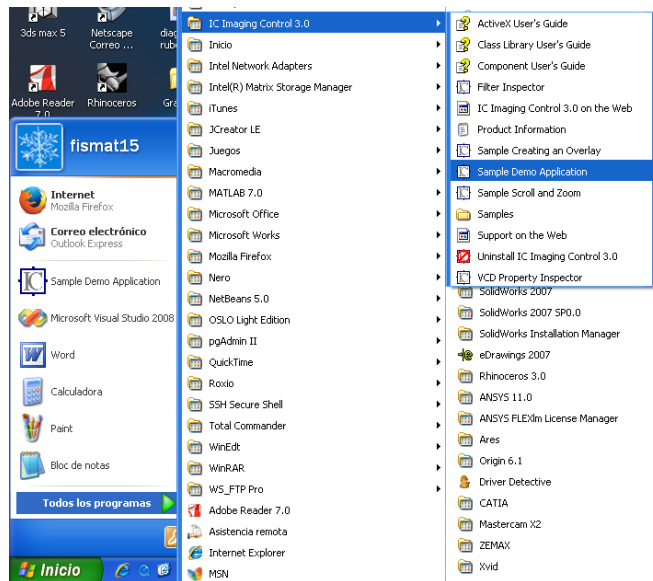 3ds max 5
Netscape
Correo ...
Adobe Reader
7.0
Rhinoceros
fismat15
Internet
Mozilla Firefox
Correo electrónico
Outlook Express
Sample Demo Application
Microsoft Visual Studio 2008
Word
Calculadora
Paint
Bloc de notas
Todos los programas
Inicio
IC Imaging Control 3.0
Inicio
Intel Network Adapters
Intel(R) Matrix Storage Manager
iTunes
JCreator LE
Juegos
Macromedia
MATLAB 7.0
Microsoft Office
Microsoft Works
Mozilla Firefox
Nero
NetBeans 5.0
OSLO Light Edition
pgAdmin II
QuickTime
Roxio
SSH Secure Shell
Total Commander
WinEdt
WinRAR
WS_FTP Pro
Adobe Reader 7.0
Asistencia remota
Internet Explorer
MSN
ActiveX User's Guide
Class Library User's Guide
Component User's Guide
Filter Inspector
IC Imaging Control 3.0 on the Web
Product Information
Sample Creating an Overlay
Sample Demo Application
Sample Scroll and Zoom
Samples
Support on the Web
Uninstall IC Imaging Control 3.0
VCD Property Inspector
SolidWorks 2007
SolidWorks 2007 SP0.0
SolidWorks Installation Manager
eDrawings 2007
Rhinoceros 3.0
ANSYS 11.0
ANSYS FLEXlm License Manager
Ares
Origin 6.1
Driver Detective
CATIA
Mastercam X2
ZEMAX
Xvid